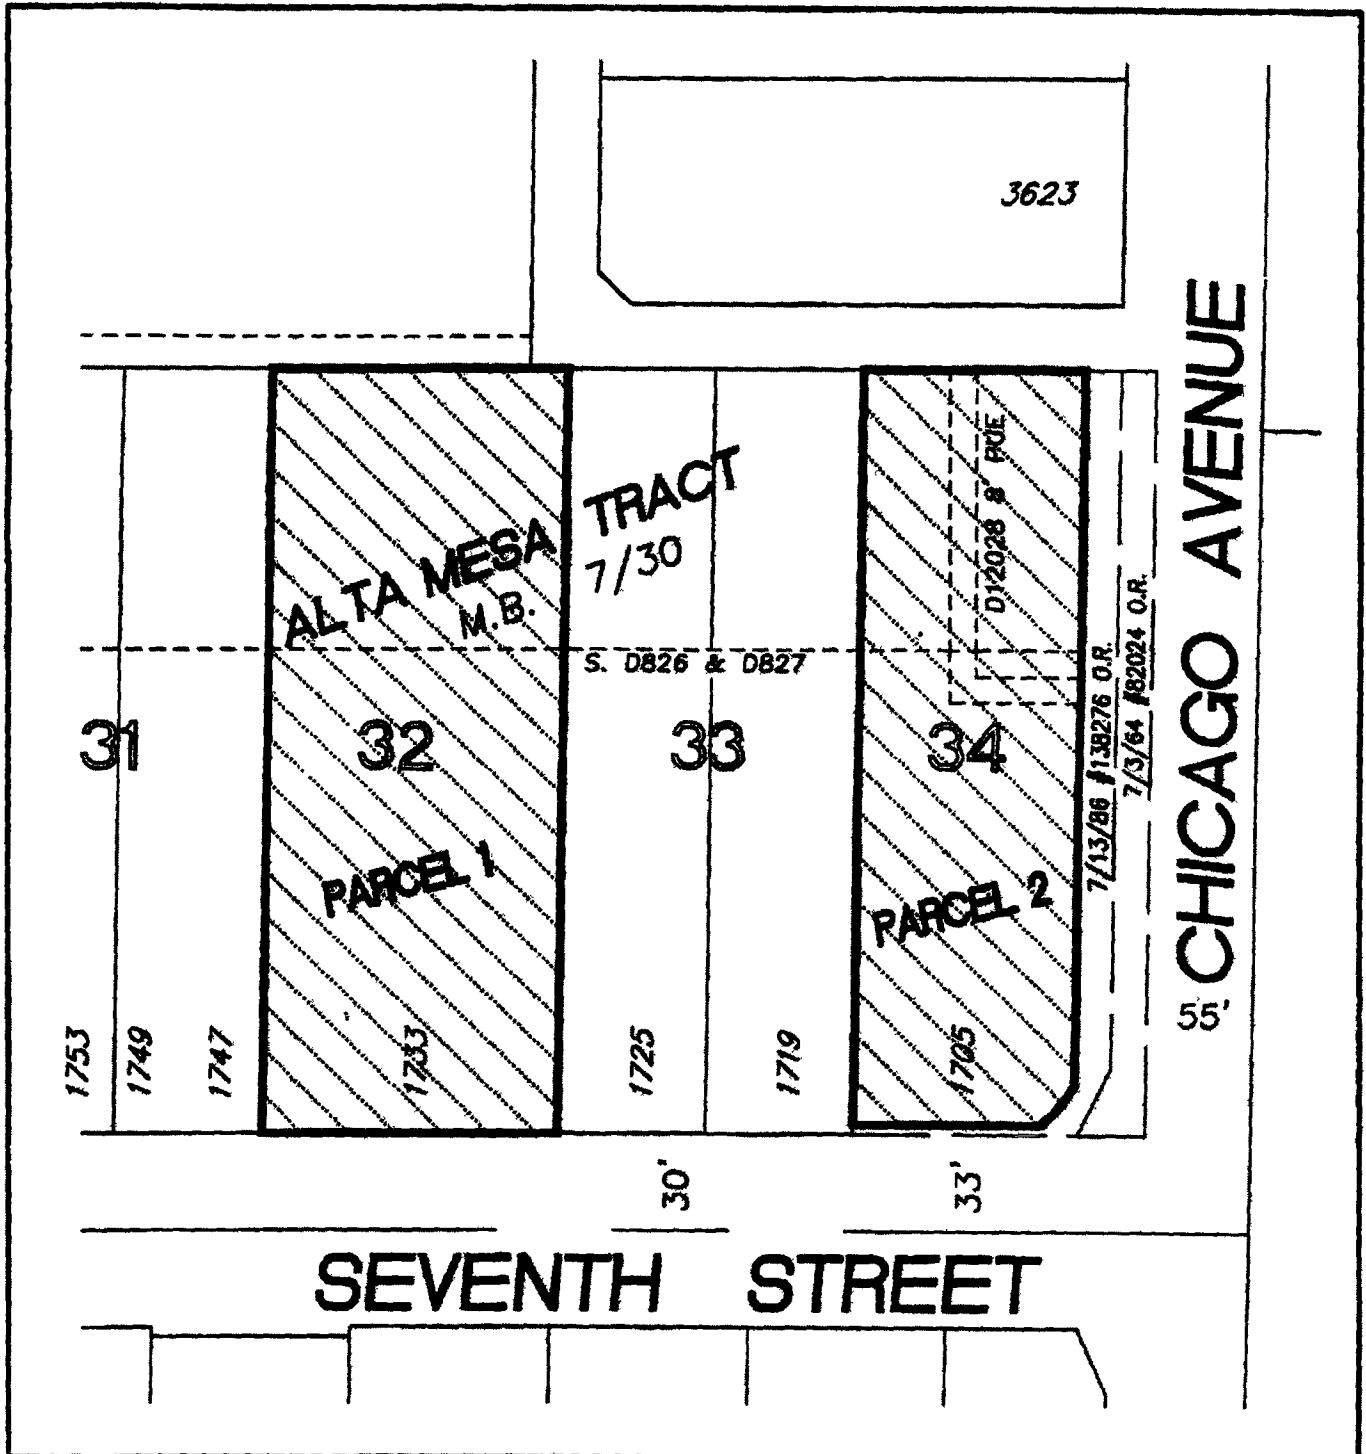 3623
CHICAGO AVENUE
55'
ALTA MESA TRACT
M.B. 7/30
D12028 8' PUE
S. D826 & D827
31
32
33
34
7/13/86 #138276 O.R.
7/3/64 #82024 O.R.
PARCEL 1
PARCEL 2
1753
1749
1747
1733
1725
1719
1705
30'
33'
SEVENTH STREET